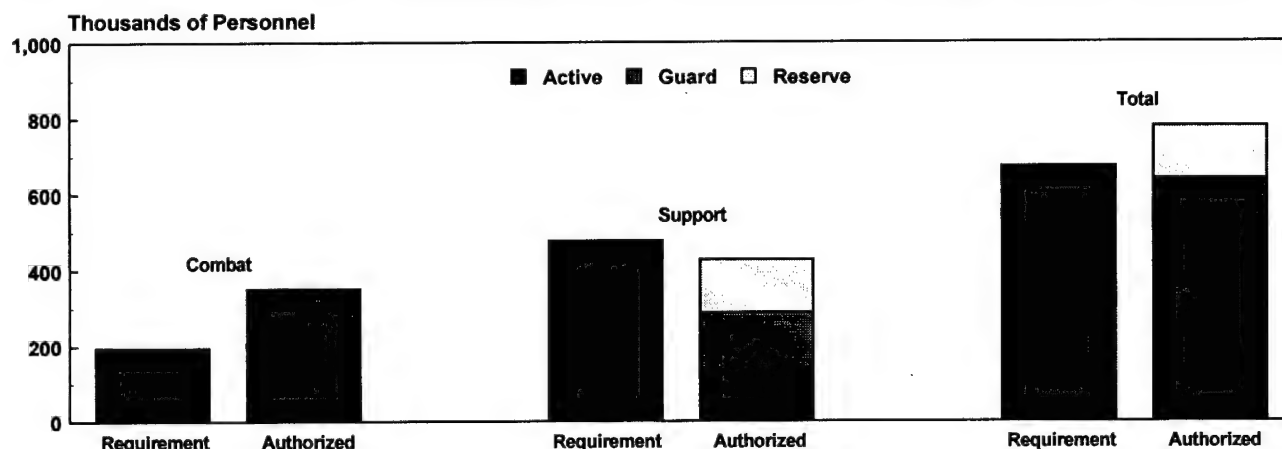 Thousands of Personnel
1,000
Active Guard Reserve
Total
800
600
Support
Combat
400
200
0
Requirement Authorized Requirement Authorized Requirement Authorized